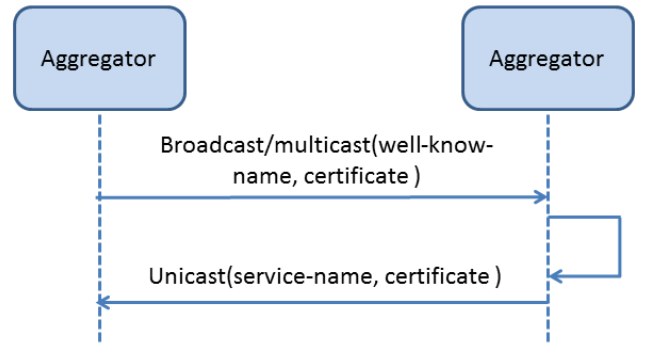 Aggregator
Aggregator
Broadcast/multicast(well-know-
name, certificate )
Unicast(service-name, certificate )